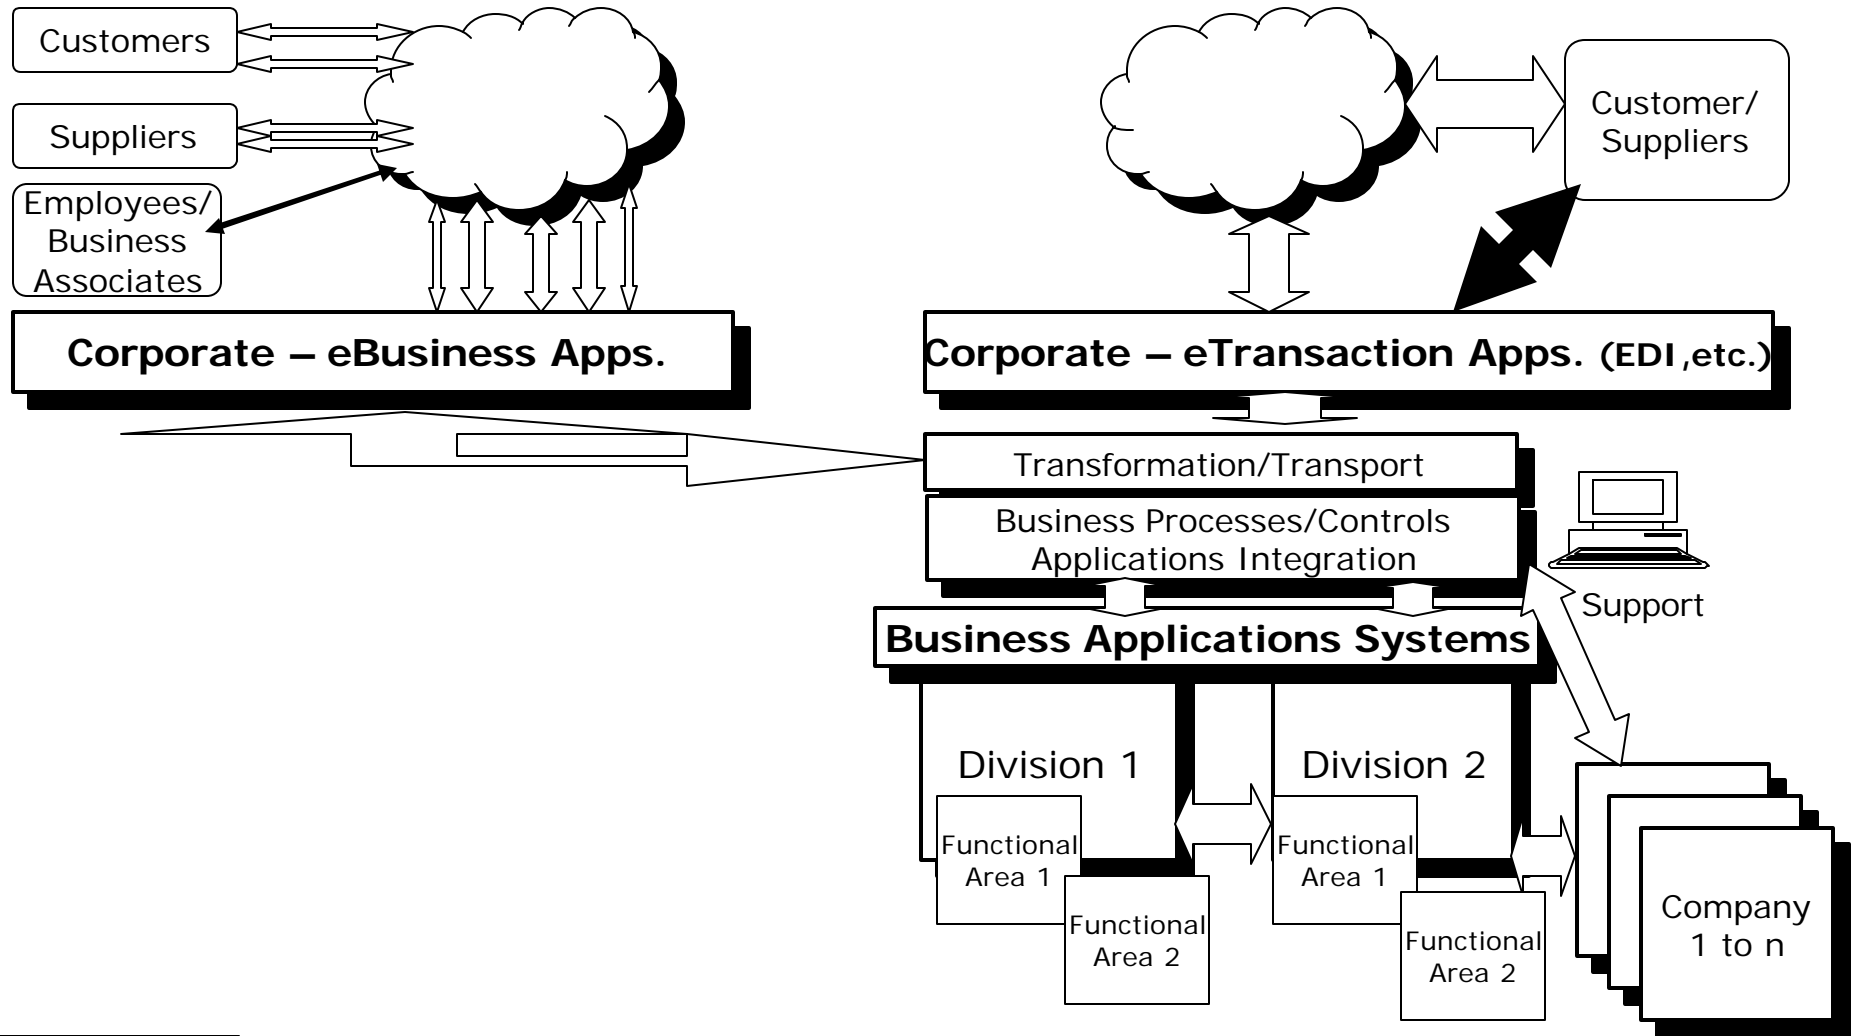 Customers
Suppliers
Employees/
Business
Associates
Customer/
Suppliers
Corporate – eBusiness Apps.
Corporate – eTransaction Apps. (EDI,etc.)
Transformation/Transport
Business Processes/Controls
Applications Integration
Support
Business Applications Systems
Division 1
Functional
Area 1
Functional
Area 2
Division 2
Functional
Area 1
Functional
Area 2
Company
1 to n